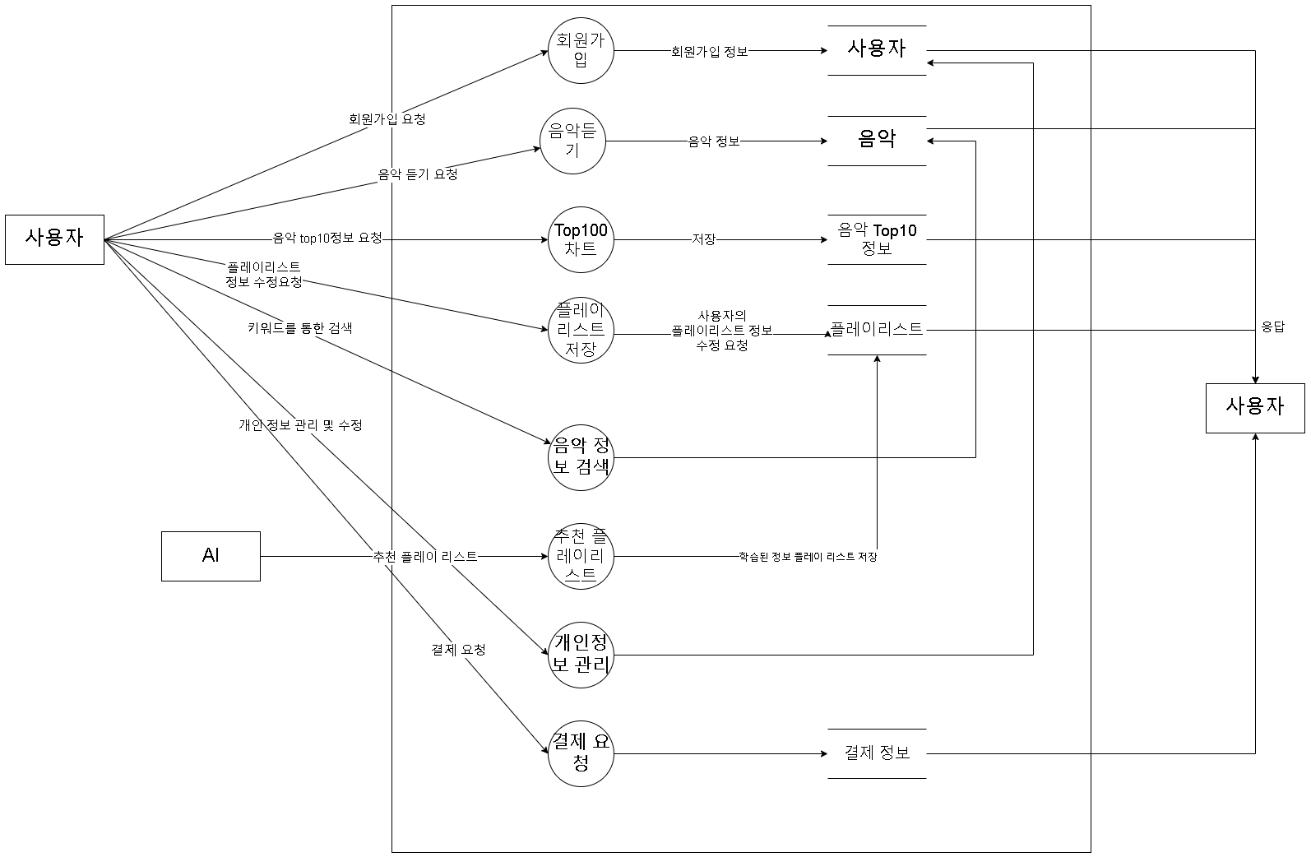 회원가
입
회원가입 정보
사용자
회원가입 요청
음악듣
기
음악 정보
음악
음악 듣기 요청
사용자
음악 top10정보 요청
Top100
차트
저장
음악 Top10
정보
플레이리스트
정보 수정요청
플레이
리스트
저장
사용자의
플레이리스트 정보
수정 요청
플레이리스트
응답
키워드를 통한 검색
사용자
개인 정보 관리 및 수정
음악 정
보 검색
AI
추천 플레이 리스트
추천 플
레이리
스트
학습된 정보 플레이 리스트 저장
결제 요청
개인정
보 관리
결제 요
청
결제 정보